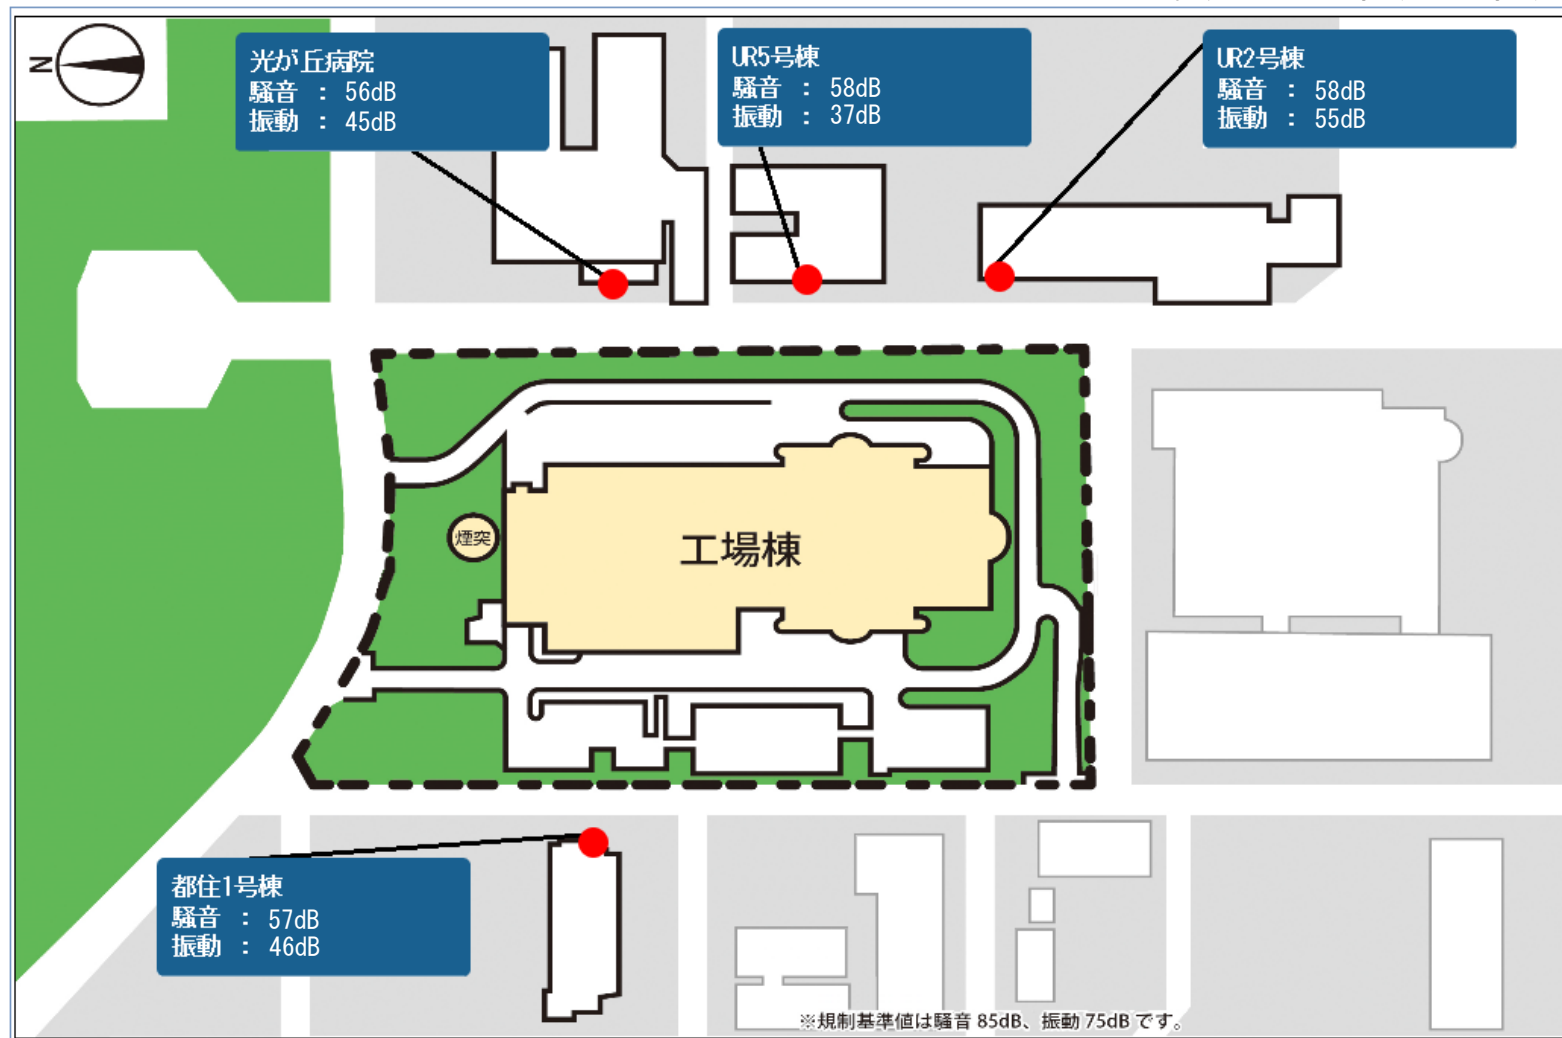 N
光が丘病院
騒音 : 56dB
振動 : 45dB
UR5号棟
騒音 : 58dB
振動 : 37dB
UR2号棟
騒音 : 58dB
振動 : 55dB
煙突
工場棟
都住1号棟
騒音 : 57dB
振動 : 46dB
※規制基準値は騒音 85dB、振動 75dB です。